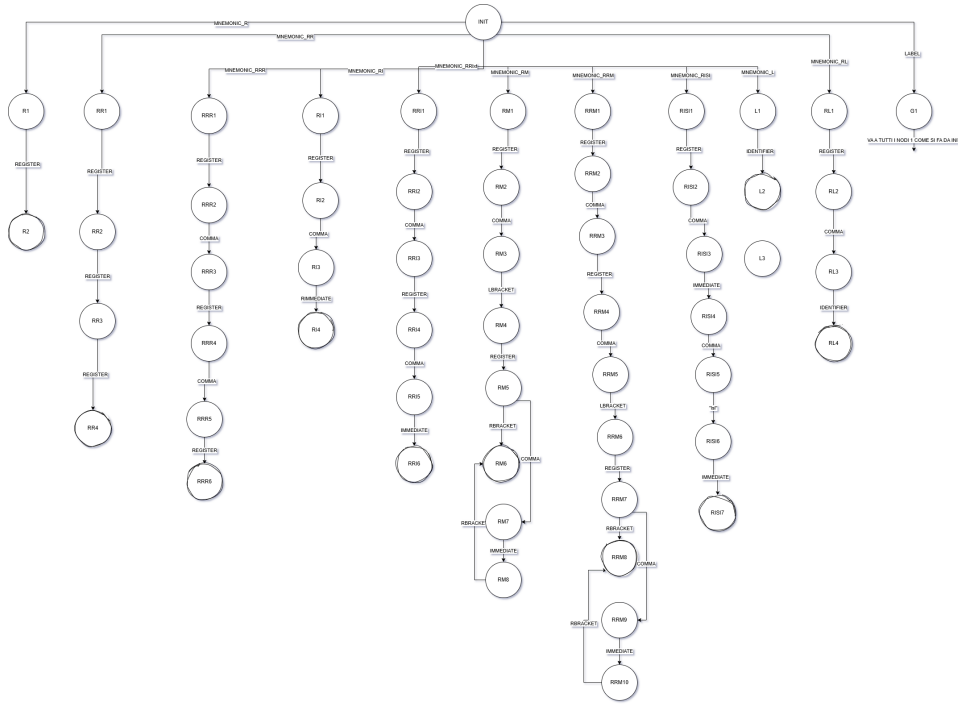 INIT
MNEMONIC_R;
MNEMONIC_RR;
LABEL;
MNEMONIC_RL;
MNEMONIC_RRR;
MNEMONIC_RI;
MNEMONIC_RM;
MNEMONIC_RRM;
MNEMONIC_RISI;
MNEMONIC_L;
R1
RR1
RRR1
RI1
RRI1
RM1
RRM1
RISI1
L1
RL1
G1
VA A TUTTI I NODI 1 COME SI FA DA INI
REGISTER;
REGISTER;
REGISTER;
REGISTER;
REGISTER;
REGISTER;
REGISTER;
REGISTER;
IDENTIFIER;
REGISTER;
R2
RR2
RRR2
RI2
RRI2
RM2
RRM2
RISI2
L2
RL2
COMMA;
COMMA;
COMMA;
COMMA;
COMMA;
COMMA;
COMMA;
REGISTER;
RR3
RRR3
RI3
RRI3
RM3
RRM3
RISI3
L3
RL3
REGISTER;
RIMMEDIATE;
REGISTER;
LBRACKET;
REGISTER;
IMMEDIATE;
IDENTIFIER;
RRR4
RI4
RRI4
RM4
RRM4
RISI4
RL4
REGISTER;
COMMA;
COMMA;
REGISTER;
COMMA;
COMMA;
RR4
RRR5
RRI5
RM5
RRM5
RISI5
REGISTER;
IMMEDIATE;
RBRACKET;
COMMA;
LBRACKET;
RRR6
RRI6
RM6
RRM6
RISI6
REGISTER;
IMMEDIATE;
RBRACKET
RM7
RRM7
RISI7
IMMEDIATE;
RBRACKET;
COMMA;
RM8
RRM8
RBRACKET;
RRM9
IMMEDIATE;
RRM10